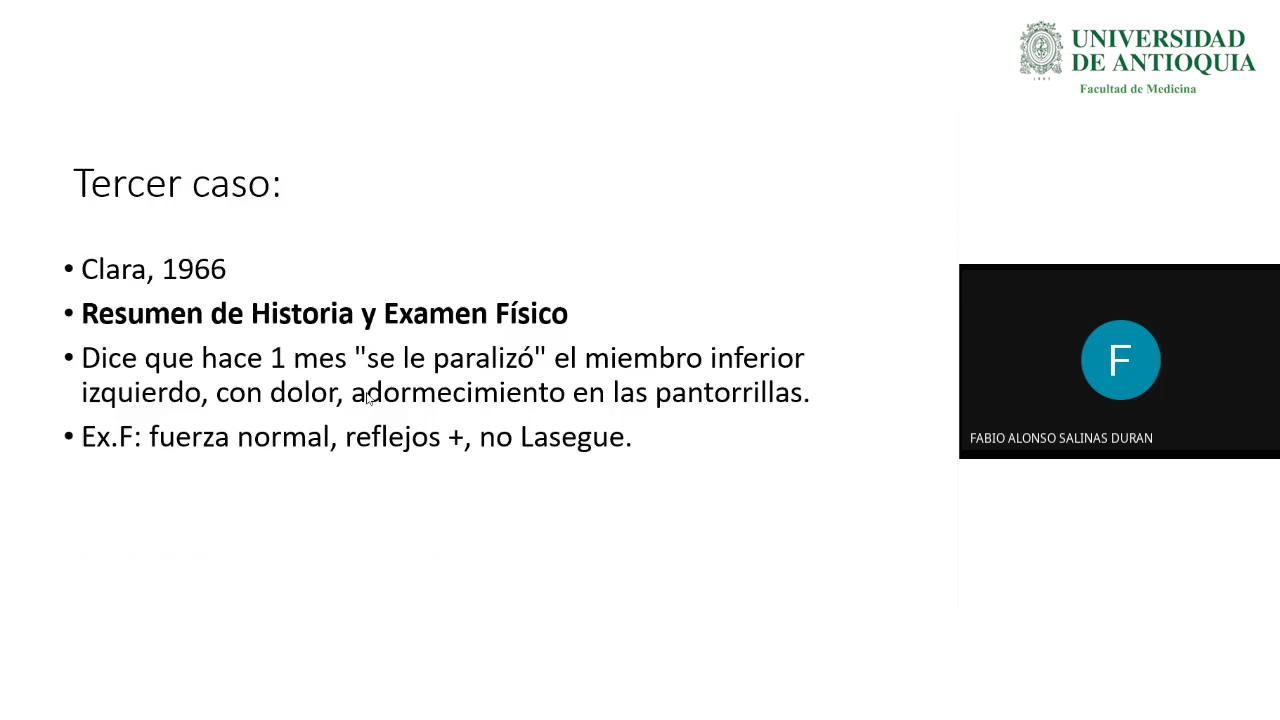 UNIVERSIDAD
DE ANTIOQUIA
Facultad de Medicina
Tercer caso:
• Clara, 1966
• Resumen de Historia y Examen Físico
• Dice que hace 1 mes "se le paralizó" el miembro inferior
izquierdo, con dolor, adormecimiento en las pantorrillas.
• Ex.F: fuerza normal, reflejos +, no Lasegue.
F
FABIO ALONSO SALINAS DURAN